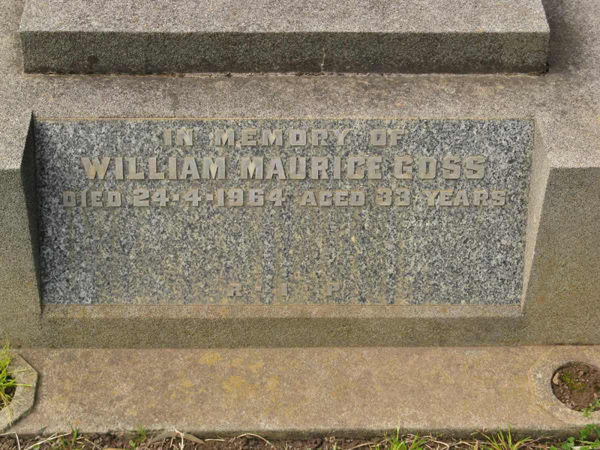 IN MEMORY OF
WILLIAM MAURICE GOSS
DIED 24-4-1964 AGED 33 YEARS
R. I. P.